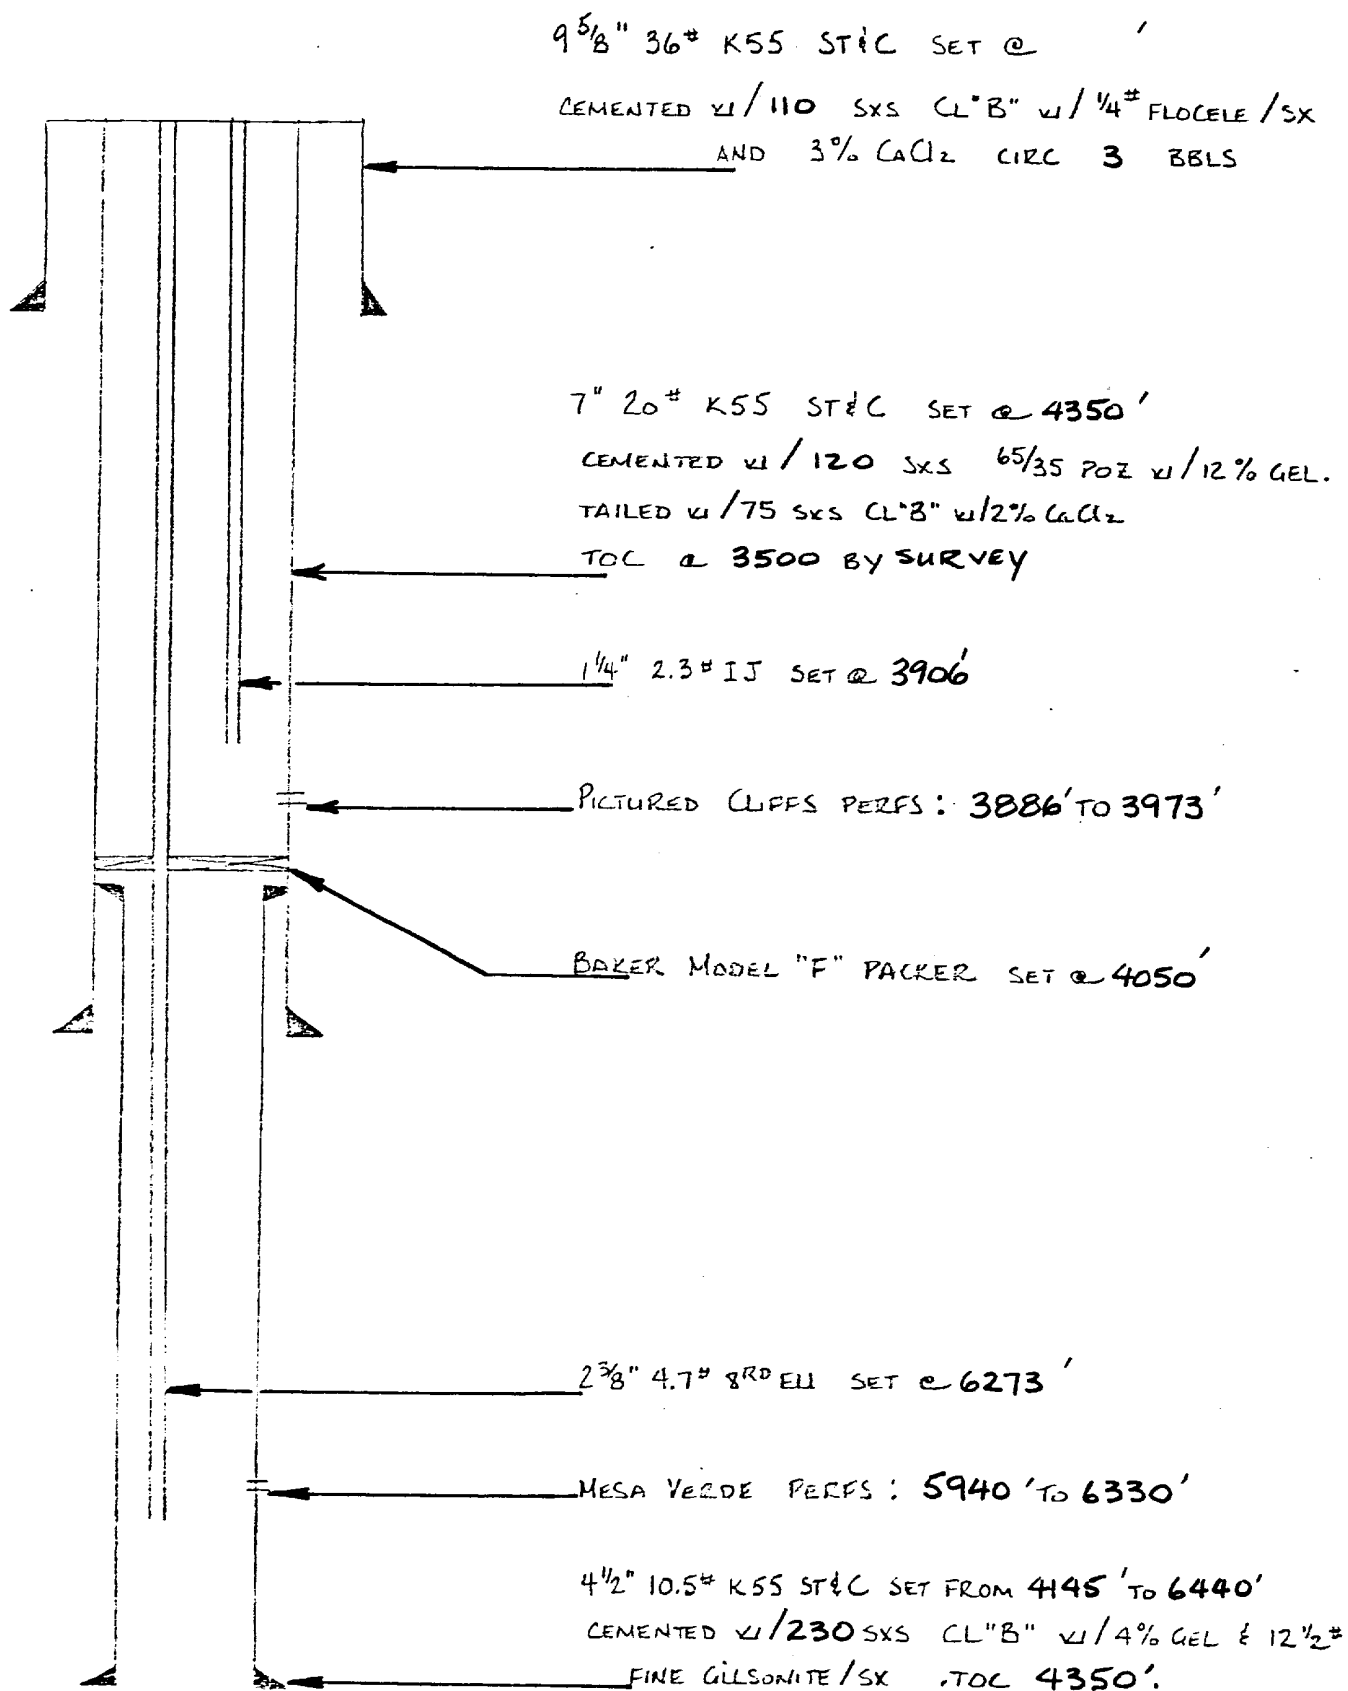 9 5/8" 36# K55 ST&C SET @ '
CEMENTED W/110 SXS CL"B" W/ 1/4# FLOCELE/SX
AND 3% CaCl2 CIRC 3 BBLS
7" 20# K55 ST&C SET @ 4350'
CEMENTED W/120 SXS 65/35 POZ W/12% GEL.
TAILED W/75 SXS CL"B" W/2% CaCl2
TOC @ 3500 BY SURVEY
1 1/4" 2.3# IJ SET @ 3906'
PICTURED CLIFFS PERFS: 3886' TO 3973'
BAKER MODEL "F" PACKER SET @ 4050'
2 3/8" 4.7# 8RD EU SET @ 6273'
MESA VERDE PERFS: 5940' TO 6330'
4 1/2" 10.5# K55 ST&C SET FROM 4145' TO 6440'
CEMENTED W/230 SXS CL"B" W/4% GEL & 12 1/2#
FINE GILSONITE/SX .TOC 4350'.